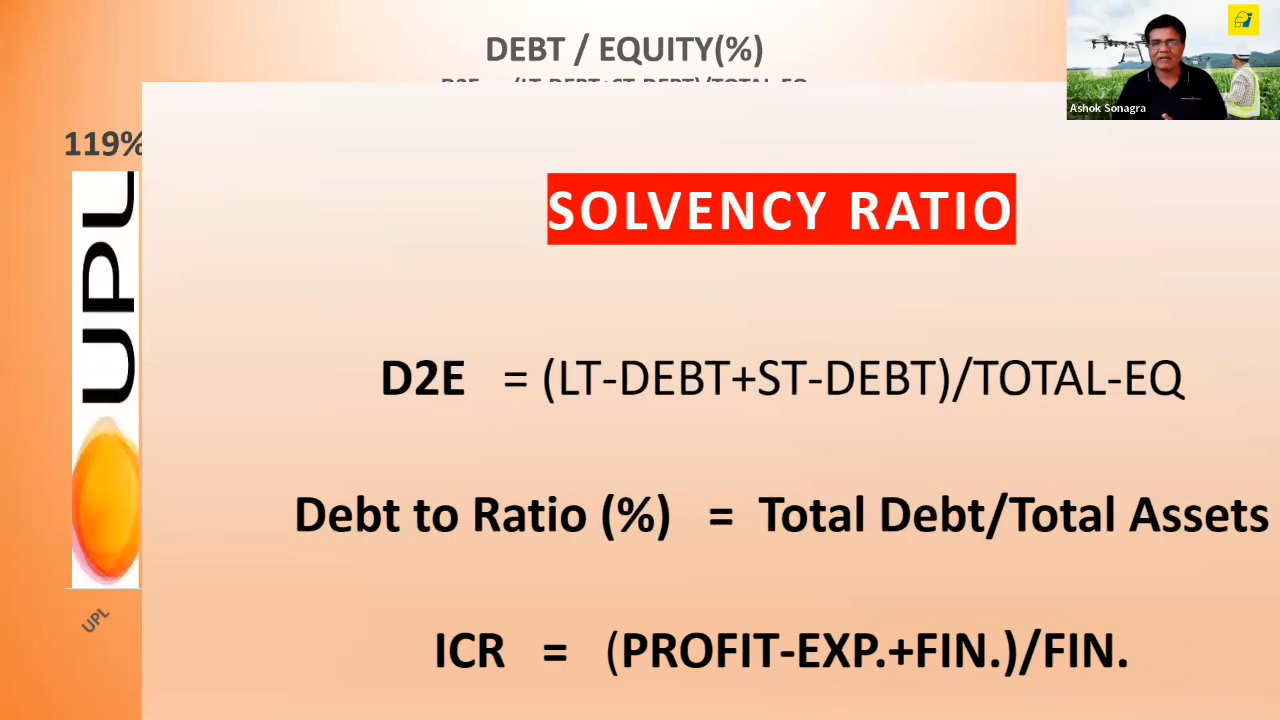 DEBT / EQUITY(%)
119%
Ashok Sonagra
SOLVENCY RATIO
UPL
D2E = (LT-DEBT+ST-DEBT)/TOTAL-EQ
Debt to Ratio (%) = Total Debt/Total Assets
UPL
ICR = (PROFIT-EXP.+FIN.)/FIN.